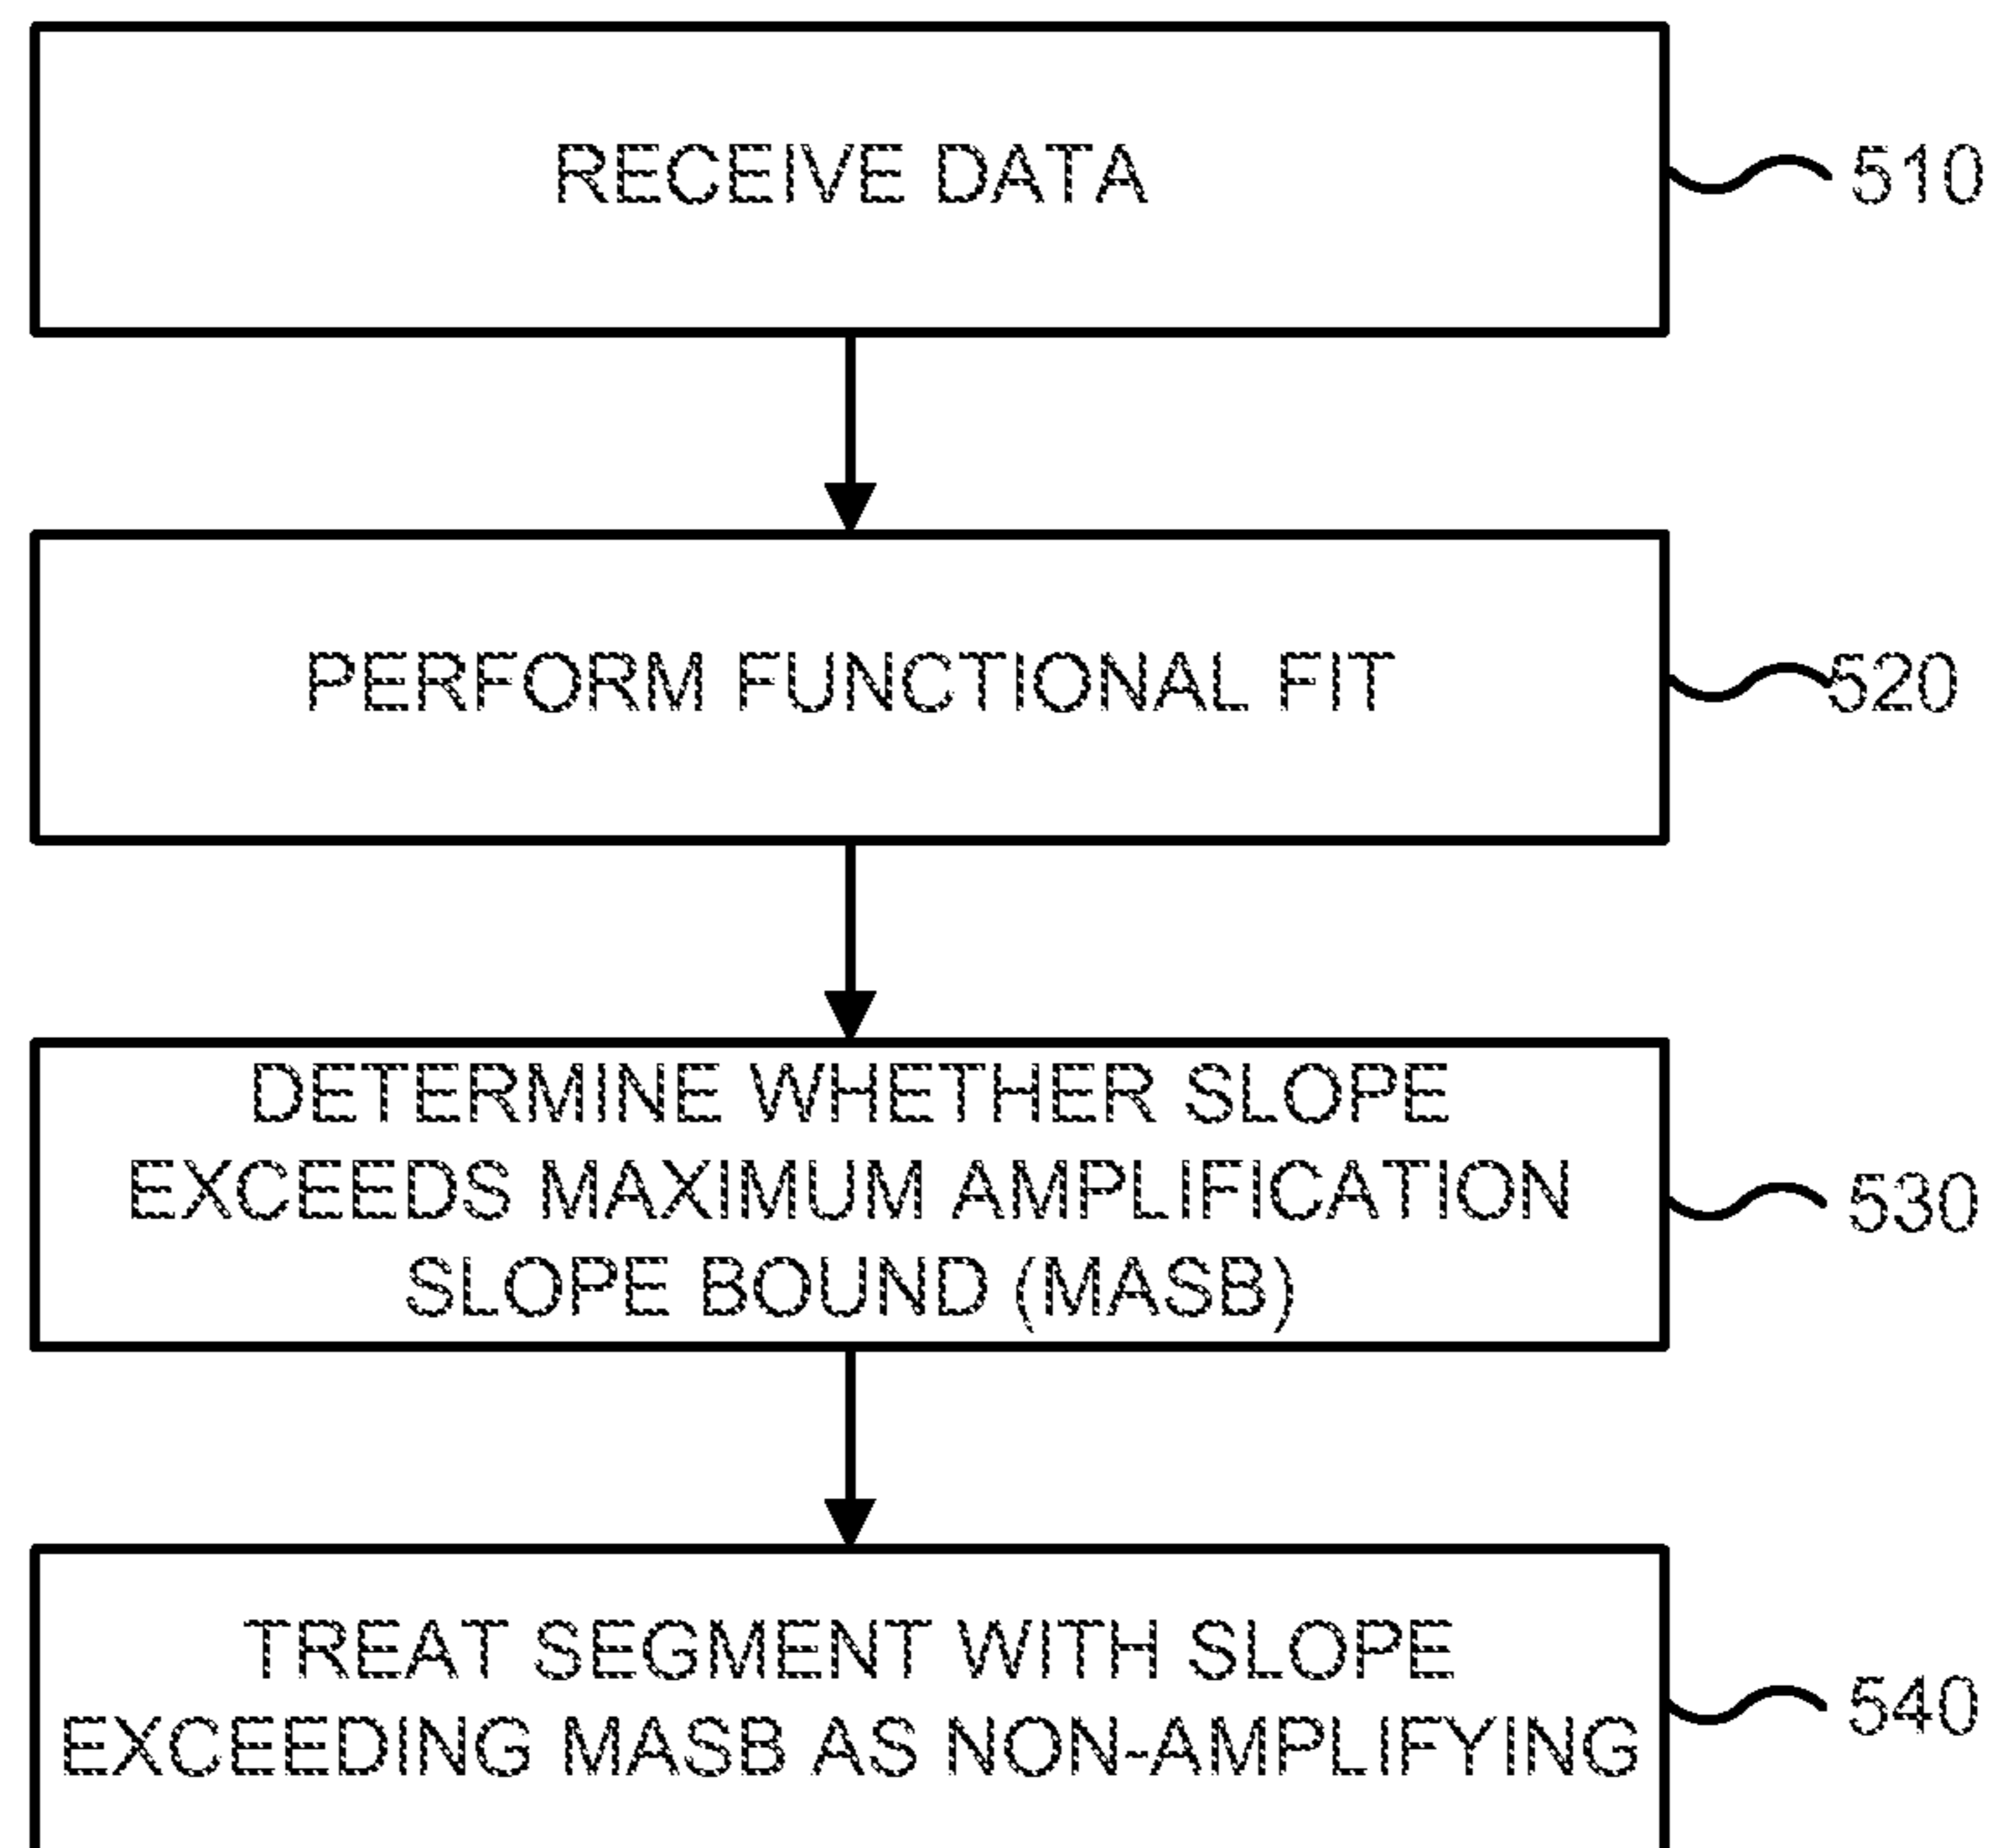 RECEIVE DATA
510
PERFORM FUNCTIONAL FIT
520
DETERMINE WHETHER SLOPE
EXCEEDS MAXIMUM AMPLIFICATION
SLOPE BOUND (MASB)
530
TREAT SEGMENT WITH SLOPE
EXCEEDING MASB AS NON-AMPLIFYING
540